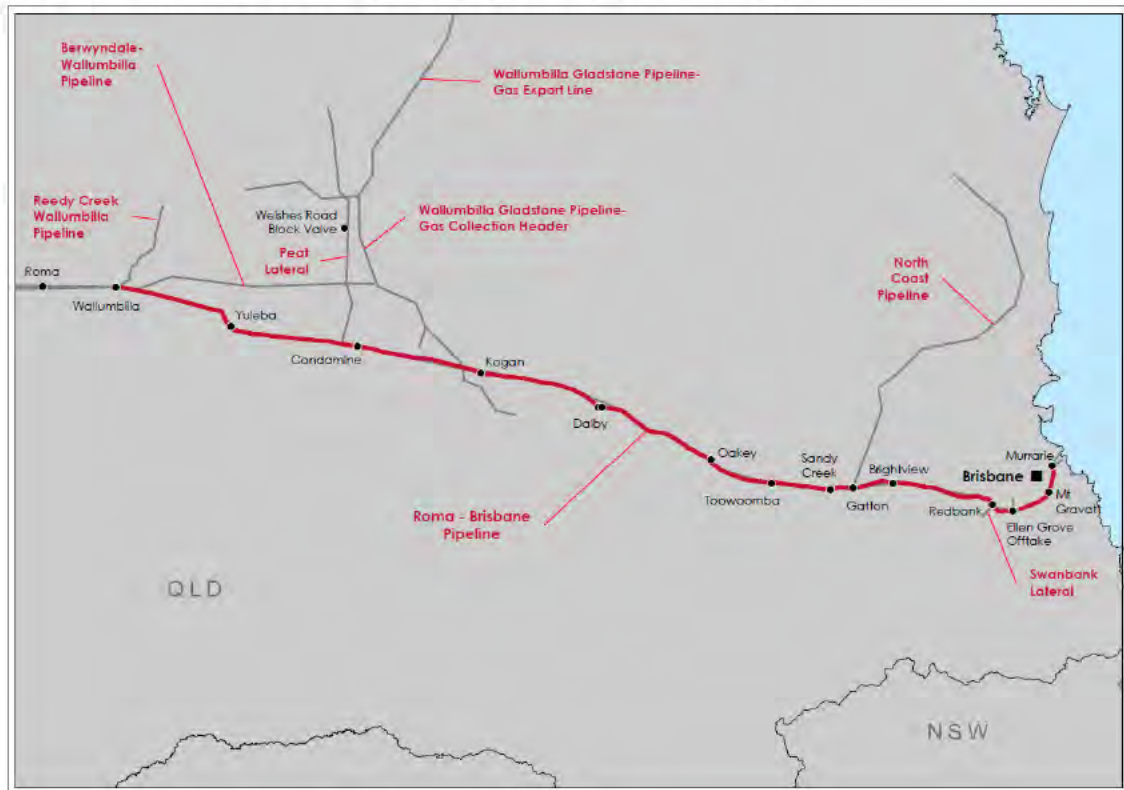 Berwyndale-
Wallumbilla
Pipeline
Wallumbilla Gladstone Pipeline-
Gas Export Line
Reedy Creek
Wallumbilla
Pipeline
Welshes Road
Block Valve
Wallumbilla Gladstone Pipeline-
Gas Collection Header
Peat
Lateral
North
Coast
Pipeline
Roma
Wallumbilla
Yuleba
Condamine
Kogan
Dalby
Oakey
Toowoomba
Sandy
Creek
Gatton
Brightview
Redbank
Murrarie
Brisbane
Mt
Gravatt
Ellen Grove
Offtake
Roma - Brisbane
Pipeline
Swanbank
Lateral
QLD
NSW